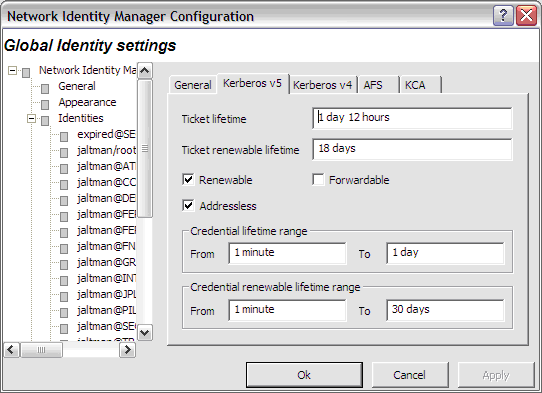 Network Identity Manager Configuration
Global Identity settings
Network Identity Ma
General
Appearance
Identities
expired@SE
jaltman/root
jaltman@AT
jaltman@CC
jaltman@DE
jaltman@FEI
jaltman@FEI
jaltman@FN
jaltman@GR
jaltman@INT
jaltman@JPL
jaltman@PIL
jaltman@SE
General Kerberos v5 Kerberos v4 AFS KCA
Ticket lifetime 1 day 12 hours
Ticket renewable lifetime 18 days
Renewable Forwardable
Addressless
Credential lifetime range
From 1 minute To 1 day
Credential renewable lifetime range
From 1 minute To 30 days
Ok Cancel Apply